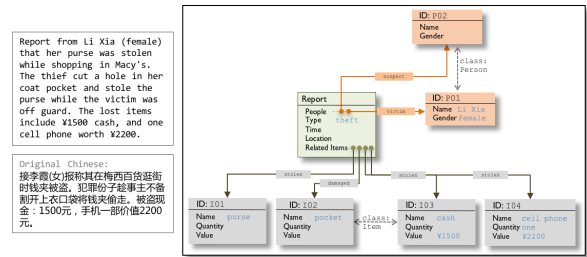 Report from Li Xia (female)
that her purse was stolen
while shopping in Macy's.
The thief cut a hole in her
coat pocket and stole the
purse while the victim was
off guard. The lost items
include ¥1500 cash, and one
cell phone worth ¥2200.
Original Chinese:
接李霞(女)报称其在梅西百货逛街
时钱夹被盗。犯罪份子趁事主不备
割开上衣口袋将钱夹偷走。被盗现
金：1500元，手机一部价值2200
元。
ID: P02
Name
Gender
class:
Person
suspect
ID: P01
Name Li Xia
Gender Female
victim
Report
People
Type theft
Time
Location
Related Items
stolen
damaged
stolen
stolen
ID: I01
Name purse
Quantity
Value
ID: I02
Name pocket
Quantity
Value
class:
Item
ID: I03
Name cash
Quantity
Value ¥1500
ID: I04
Name cell phone
Quantity one
Value ¥2200